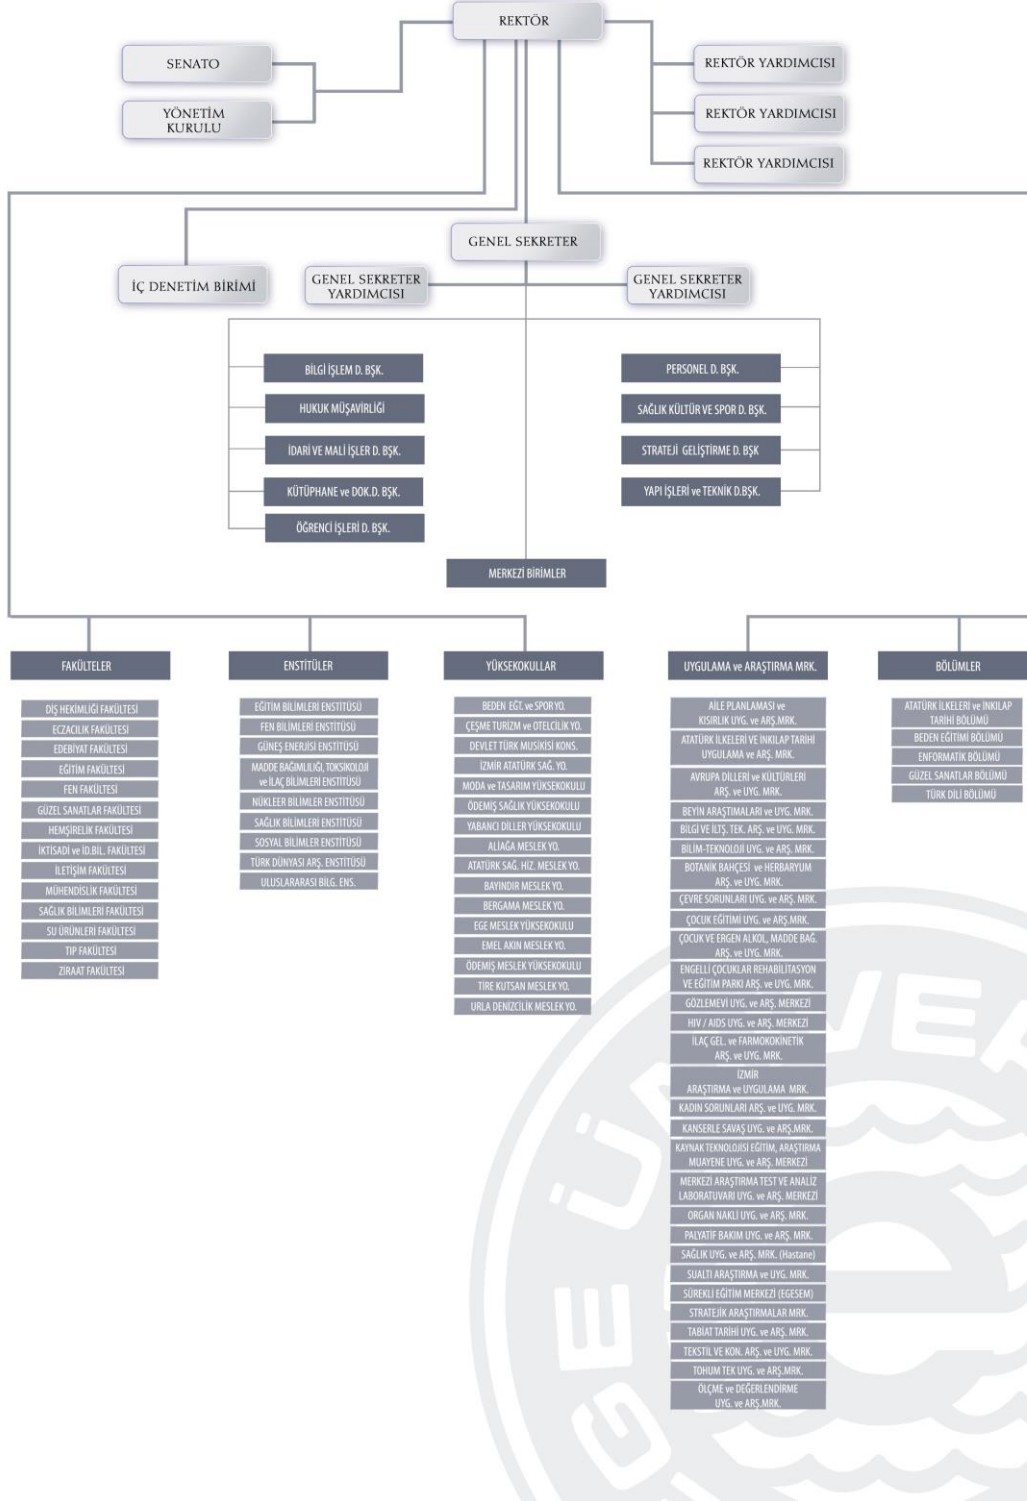 REKTÖR
SENATO
YÖNETİM
KURULU
REKTÖR YARDIMCISI
REKTÖR YARDIMCISI
REKTÖR YARDIMCISI
GENEL SEKRETER
İÇ DENETİM BİRİMİ
GENEL SEKRETER
YARDIMCISI
GENEL SEKRETER
YARDIMCISI
BİLGİ İŞLEM D. BŞK.
HUKUK MÜŞAVİRLİĞİ
İDARİ VE MALİ İŞLER D. BŞK.
KÜTÜPHANE ve DOK.D. BŞK.
ÖĞRENCİ İŞLERİ D. BŞK.
PERSONEL D. BŞK.
SAĞLIK KÜLTÜR VE SPOR D. BŞK.
STRATEJİ GELİŞTİRME D. BŞK
YAPI İŞLERİ ve TEKNİK D.BŞK.
MERKEZİ BİRİMLER
FAKÜLTELER
DİŞ HEKİMLİĞİ FAKÜLTESİ
ECZACILIK FAKÜLTESİ
EDEBİYAT FAKÜLTESİ
EĞİTİM FAKÜLTESİ
FEN FAKÜLTESİ
GÜZEL SANATLAR FAKÜLTESİ
HEMŞİRELİK FAKÜLTESİ
İKTİSADİ ve İD.BİL. FAKÜLTESİ
İLETİŞİM FAKÜLTESİ
MÜHENDİSLİK FAKÜLTESİ
SAĞLIK BİLİMLERİ FAKÜLTESİ
SU ÜRÜNLERİ FAKÜLTESİ
TIP FAKÜLTESİ
ZİRAAT FAKÜLTESİ
ENSTİTÜLER
EĞİTİM BİLİMLERİ ENSTİTÜSÜ
FEN BİLİMLERİ ENSTİTÜSÜ
GÜNEŞ ENERJİSİ ENSTİTÜSÜ
MADDE BAĞIMLILIĞI, TOKSİKOLOJİ
ve İLAÇ BİLİMLERİ ENSTİTÜSÜ
NÜKLEER BİLİMLER ENSTİTÜSÜ
SAĞLIK BİLİMLERİ ENSTİTÜSÜ
SOSYAL BİLİMLER ENSTİTÜSÜ
TÜRK DÜNYASI ARŞ. ENSTİTÜSÜ
ULUSLARARASI BİLG. ENS.
YÜKSEKOKULLAR
BEDEN EĞT. ve SPOR YO.
ÇEŞME TURİZM ve OTELCİLİK YO.
DEVLET TÜRK MUSIKİSİ KONS.
İZMİR ATATÜRK SAĞ. YO.
MODA ve TASARIM YÜKSEKOKULU
ÖDEMİŞ SAĞLIK YÜKSEKOKULU
YABANCI DİLLER YÜKSEKOKULU
ALİAĞA MESLEK YO.
ATATÜRK SAĞ. HİZ. MESLEK YO.
BAYINDIR MESLEK YO.
BERGAMA MESLEK YO.
EGE MESLEK YÜKSEKOKULU
EMEL AKIN MESLEK YO.
ÖDEMİŞ MESLEK YÜKSEKOKULU
TİRE KUTSAN MESLEK YO.
URLA DENİZCİLİK MESLEK YO.
UYGULAMA ve ARAŞTIRMA MRK.
AİLE PLANLAMASI ve
KISIRLIK UYG. ve ARŞ.MRK.
ATATÜRK İLKELERİ VE İNKILAP TARİHİ
UYGULAMA ve ARŞ. MRK.
AVRUPA DİLLERİ ve KÜLTÜRLERİ
ARŞ. ve UYG. MRK.
BEYİN ARAŞTIMALARI ve UYG. MRK.
BİLGİ VE İLTŞ. TEK. ARŞ. ve UYG. MRK.
BİLİM-TEKNOLOJİ UYG. ve ARŞ. MRK.
BOTANİK BAHÇESİ ve HERBARYUM
ARŞ. ve UYG. MRK.
ÇEVRE SORUNLARI UYG. ve ARŞ. MRK.
ÇOCUK EĞİTİMİ UYG. ve ARŞ.MRK.
ÇOCUK VE ERGEN ALKOL, MADDE BAĞ.
ARŞ. ve UYG. MRK.
ENGELLİ ÇOCUKLAR REHABİLİTASYON
VE EĞİTİM PARKI ARŞ. ve UYG. MRK.
GÖZLEMEVİ UYG. ve ARŞ. MERKEZİ
HIV / AIDS UYG. ve ARŞ. MERKEZİ
İLAÇ GEL. ve FARMOKOKİNETİK
ARŞ. ve UYG. MRK.
İZMİR
ARAŞTIRMA ve UYGULAMA MRK.
KADIN SORUNLARI ARŞ. ve UYG. MRK.
KANSERLE SAVAŞ UYG. ve ARŞ.MRK.
KAYNAK TEKNOLOJİSİ EĞİTİM, ARAŞTIRMA
MUAYENE UYG. ve ARŞ. MERKEZİ
MERKEZİ ARAŞTIRMA TEST VE ANALİZ
LABORATUVARI UYG. ve ARŞ. MERKEZİ
ORGAN NAKLİ UYG. ve ARŞ. MRK.
PALYATİF BAKIM UYG. ve ARŞ. MRK.
SAĞLIK UYG. ve ARŞ. MRK. (Hastane)
SUALTI ARAŞTIRMA ve UYG. MRK.
SÜREKLİ EĞİTİM MERKEZİ (EGESEM)
STRATEJİK ARAŞTIRMALAR MRK.
TABİAT TARİHİ UYG. ve ARŞ. MRK.
TEKSTİL VE KON. ARŞ. ve UYG. MRK.
TOHUM TEK UYG. ve ARŞ.MRK.
ÖLÇME ve DEĞERLENDİRME
UYG. ve ARŞ.MRK.
BÖLÜMLER
ATATÜRK İLKELERİ ve İNKILAP
TARİHİ BÖLÜMÜ
BEDEN EĞİTİMİ BÖLÜMÜ
ENFORMATİK BÖLÜMÜ
GÜZEL SANATLAR BÖLÜMÜ
TÜRK DİLİ BÖLÜMÜ